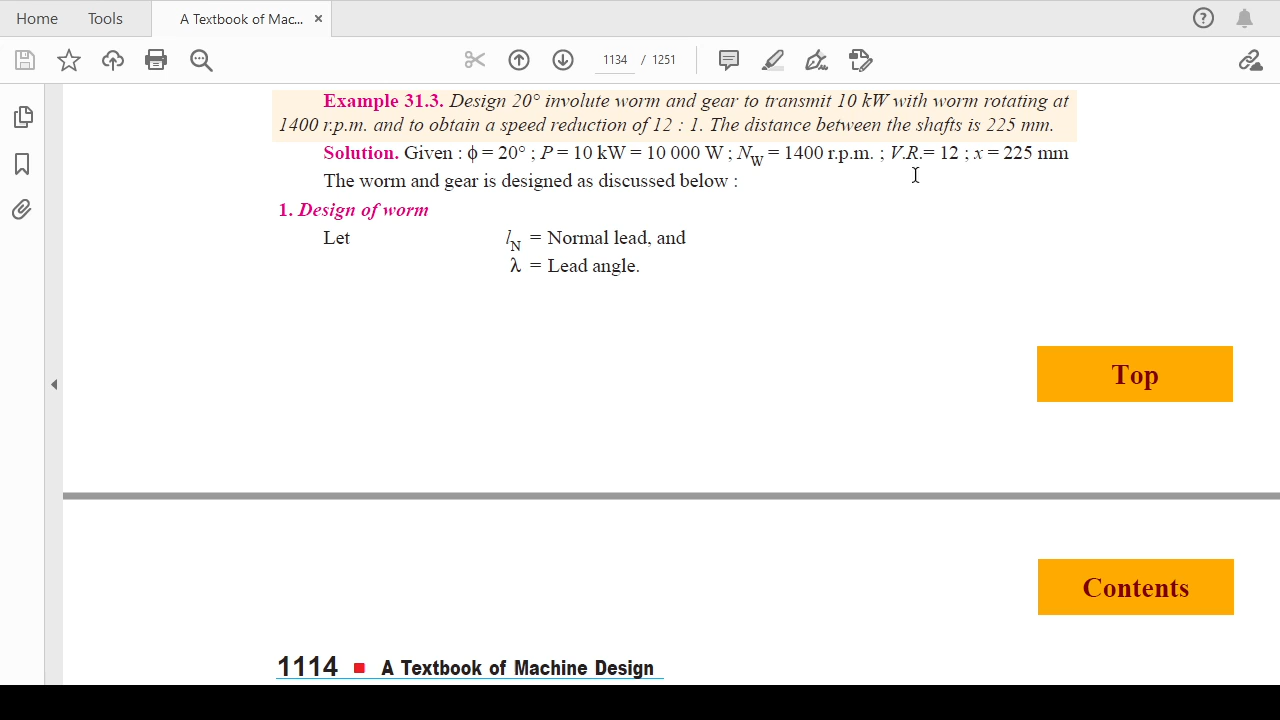 Home Tools A Textbook of Mac... ×
1134 / 1251
Example 31.3. Design 20° involute worm and gear to transmit 10 kW with worm rotating at
1400 r.p.m. and to obtain a speed reduction of 12 : 1. The distance between the shafts is 225 mm.
Solution. Given : ϕ = 20° ; P = 10 kW = 10 000 W ; NW = 1400 r.p.m. ; V.R.= 12 ; x = 225 mm
The worm and gear is designed as discussed below :
1. Design of worm
Let lN = Normal lead, and
λ = Lead angle.
Top
Contents
1114 ■ A Textbook of Machine Design